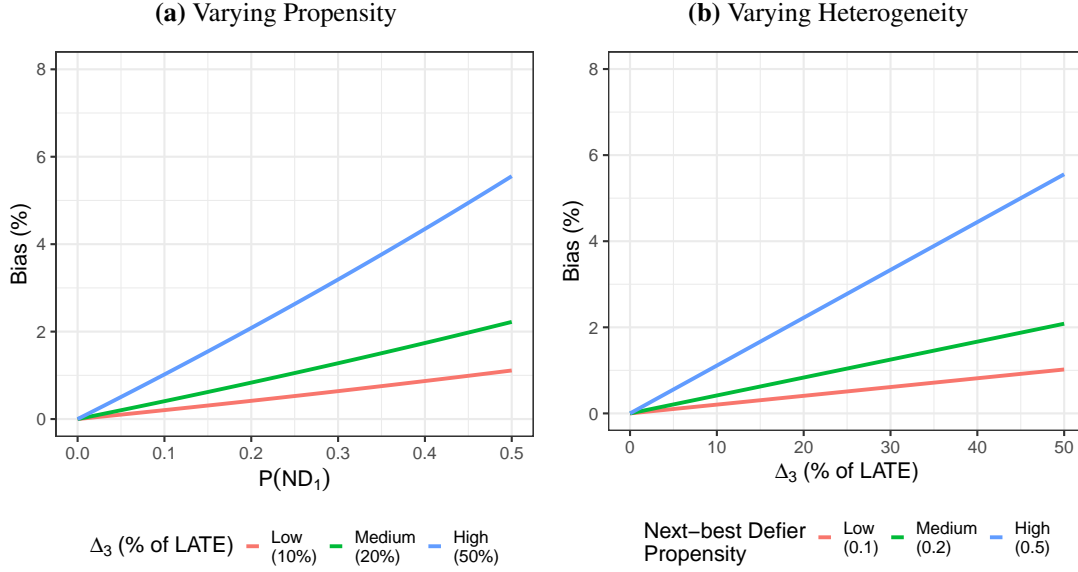 (a) Varying Propensity
8
6
4
2
0
Bias (%)
0.0 0.1 0.2 0.3 0.4 0.5
P(ND₁)
Δ₃ (% of LATE) Low (10%) Medium (20%) High (50%)
(b) Varying Heterogeneity
8
6
4
2
0
Bias (%)
0 10 20 30 40 50
Δ₃ (% of LATE)
Next−best Defier
Propensity
Low (0.1) Medium (0.2) High (0.5)